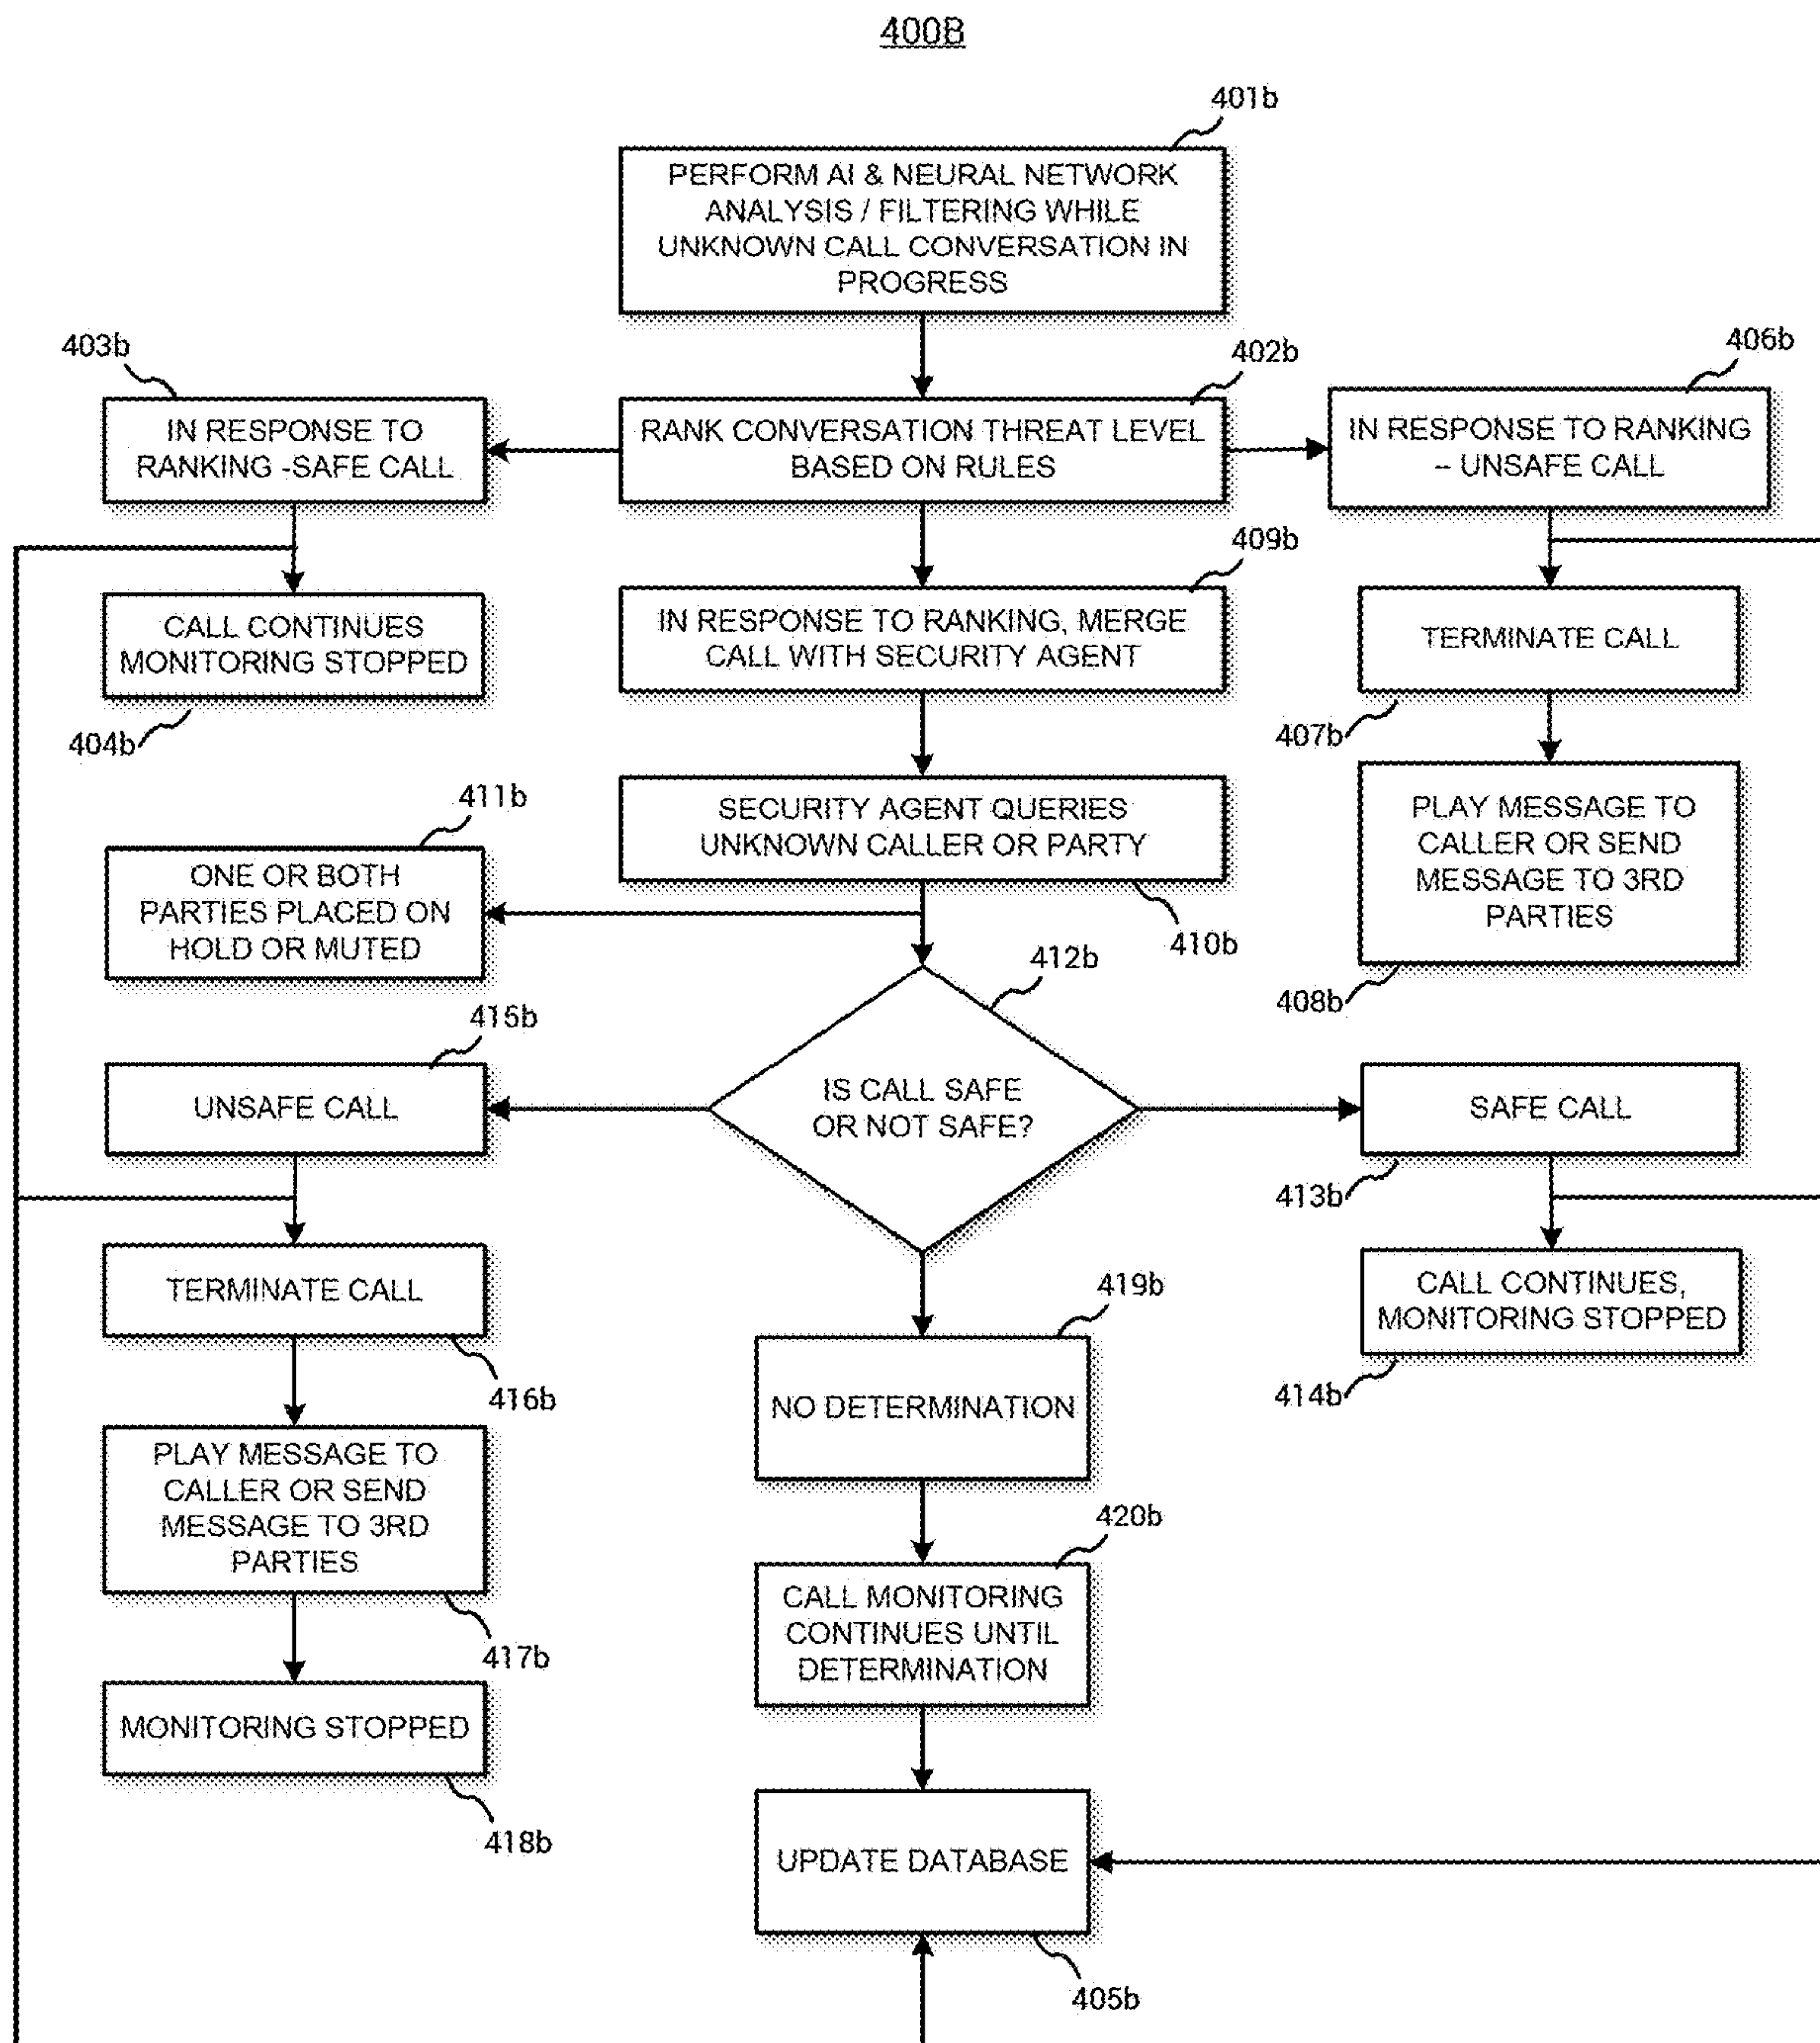 400B
401b
PERFORM AI & NEURAL NETWORK
ANALYSIS / FILTERING WHILE
UNKNOWN CALL CONVERSATION IN
PROGRESS
403b
402b
406b
IN RESPONSE TO
RANKING -SAFE CALL
RANK CONVERSATION THREAT LEVEL
BASED ON RULES
IN RESPONSE TO RANKING
-- UNSAFE CALL
409b
CALL CONTINUES
MONITORING STOPPED
404b
IN RESPONSE TO RANKING, MERGE
CALL WITH SECURITY AGENT
TERMINATE CALL
407b
411b
SECURITY AGENT QUERIES
UNKNOWN CALLER OR PARTY
410b
PLAY MESSAGE TO
CALLER OR SEND
MESSAGE TO 3RD
PARTIES
408b
ONE OR BOTH
PARTIES PLACED ON
HOLD OR MUTED
412b
415b
UNSAFE CALL
IS CALL SAFE
OR NOT SAFE?
SAFE CALL
413b
TERMINATE CALL
416b
419b
CALL CONTINUES,
MONITORING STOPPED
414b
NO DETERMINATION
PLAY MESSAGE TO
CALLER OR SEND
MESSAGE TO 3RD
PARTIES
417b
420b
CALL MONITORING
CONTINUES UNTIL
DETERMINATION
MONITORING STOPPED
418b
UPDATE DATABASE
405b